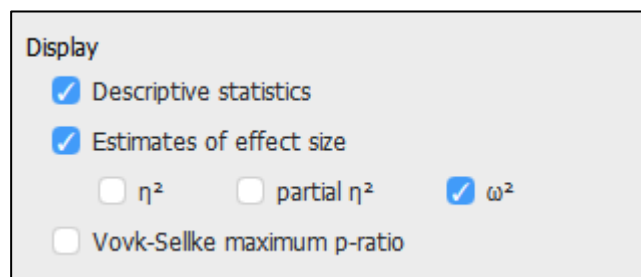 Display
Descriptive statistics
Estimates of effect size
η² partial η² ω²
Vovk-Sellke maximum p-ratio